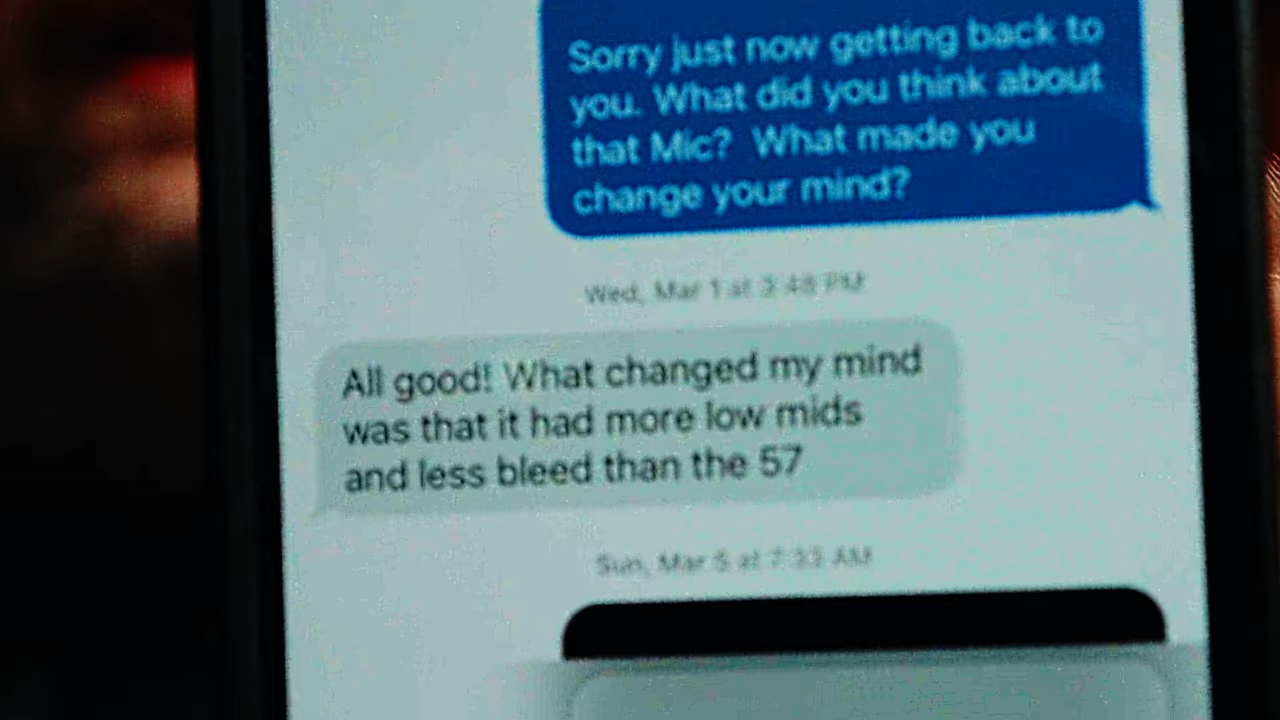 Sorry just now getting back to
you. What did you think about
that Mic? What made you
change your mind?
Wed, Mar 1 at 3:48 PM
All good! What changed my mind
was that it had more low mids
and less bleed than the 57
Sun, Mar 5 at 7:33 AM